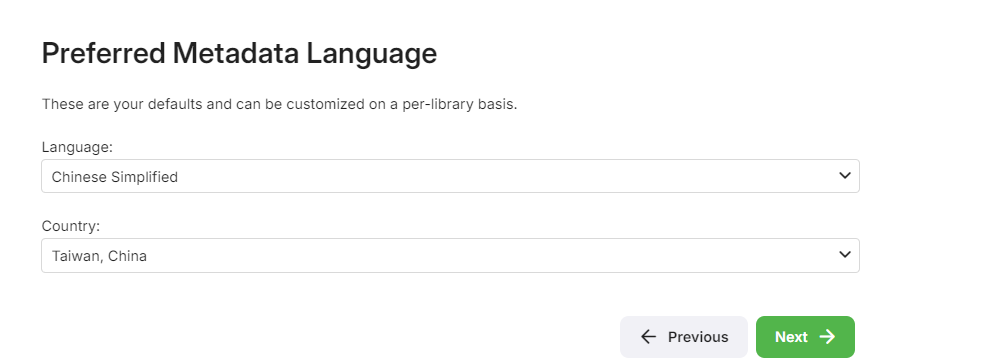 Preferred Metadata Language
These are your defaults and can be customized on a per-library basis.
Language:
Chinese Simplified
Country:
Taiwan, China
Previous
Next